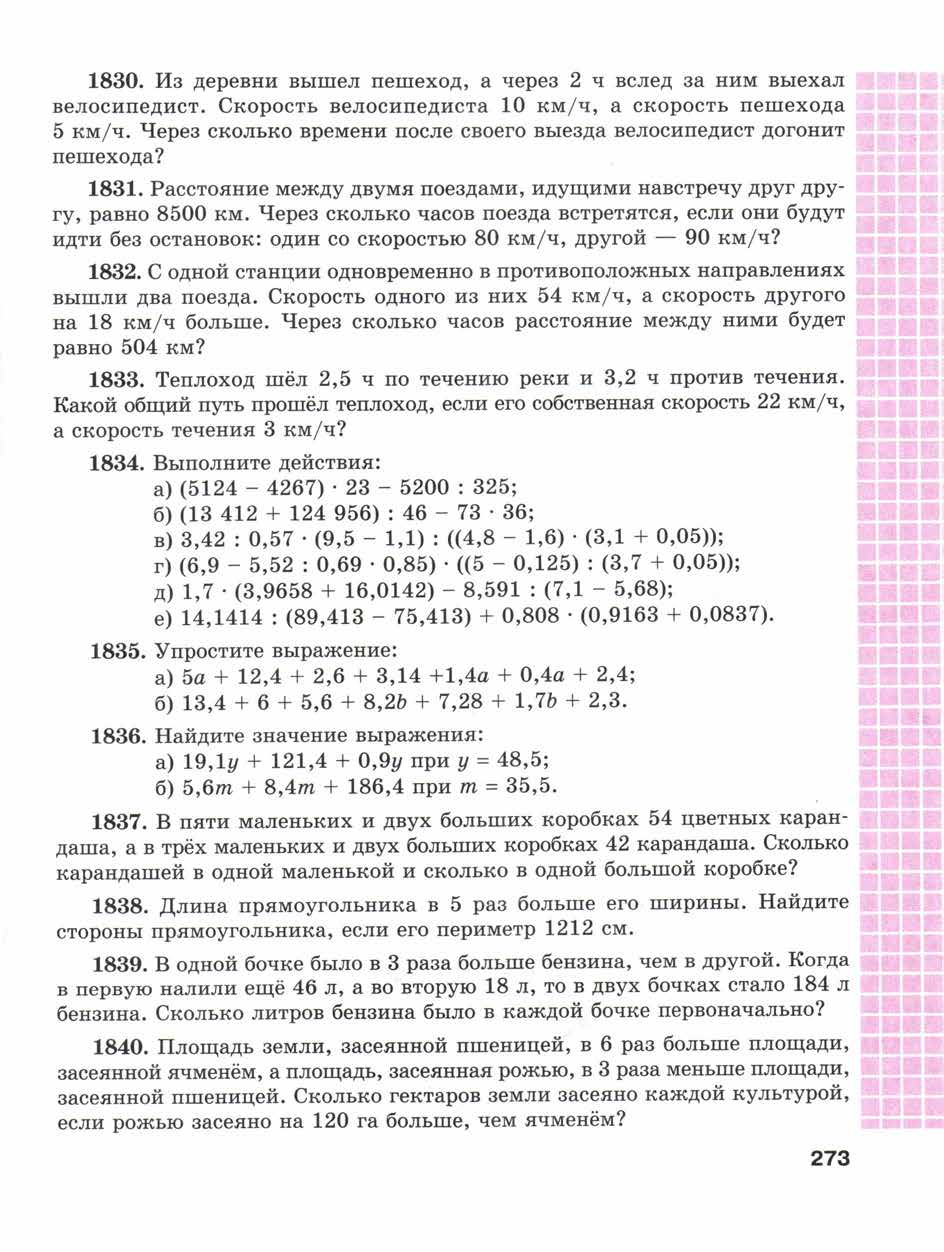 1830. Из деревни вышел пешеход, а через 2 ч вслед за ним выехал
велосипедист. Скорость велосипедиста 10 км/ч, а скорость пешехода
5 км/ч. Через сколько времени после своего выезда велосипедист догонит
пешехода?
1831. Расстояние между двумя поездами, идущими навстречу друг дру-
гу, равно 8500 км. Через сколько часов поезда встретятся, если они будут
идти без остановок: один со скоростью 80 км/ч, другой — 90 км/ч?
1832. С одной станции одновременно в противоположных направлениях
вышли два поезда. Скорость одного из них 54 км/ч, а скорость другого
на 18 км/ч больше. Через сколько часов расстояние между ними будет
равно 504 км?
1833. Теплоход шёл 2,5 ч по течению реки и 3,2 ч против течения.
Какой общий путь прошёл теплоход, если его собственная скорость 22 км/ч,
а скорость течения 3 км/ч?
1834. Выполните действия:
а) (5124 – 4267) · 23 – 5200 : 325;
б) (13 412 + 124 956) : 46 – 73 · 36;
в) 3,42 : 0,57 · (9,5 – 1,1) : ((4,8 – 1,6) · (3,1 + 0,05));
г) (6,9 – 5,52 : 0,69 · 0,85) · ((5 – 0,125) : (3,7 + 0,05));
д) 1,7 · (3,9658 + 16,0142) – 8,591 : (7,1 – 5,68);
е) 14,1414 : (89,413 – 75,413) + 0,808 · (0,9163 + 0,0837).
1835. Упростите выражение:
а) 5a + 12,4 + 2,6 + 3,14 +1,4a + 0,4a + 2,4;
б) 13,4 + 6 + 5,6 + 8,2b + 7,28 + 1,7b + 2,3.
1836. Найдите значение выражения:
а) 19,1y + 121,4 + 0,9y при y = 48,5;
б) 5,6m + 8,4m + 186,4 при m = 35,5.
1837. В пяти маленьких и двух больших коробках 54 цветных каран-
даша, а в трёх маленьких и двух больших коробках 42 карандаша. Сколько
карандашей в одной маленькой и сколько в одной большой коробке?
1838. Длина прямоугольника в 5 раз больше его ширины. Найдите
стороны прямоугольника, если его периметр 1212 см.
1839. В одной бочке было в 3 раза больше бензина, чем в другой. Когда
в первую налили ещё 46 л, а во вторую 18 л, то в двух бочках стало 184 л
бензина. Сколько литров бензина было в каждой бочке первоначально?
1840. Площадь земли, засеянной пшеницей, в 6 раз больше площади,
засеянной ячменём, а площадь, засеянная рожью, в 3 раза меньше площади,
засеянной пшеницей. Сколько гектаров земли засеяно каждой культурой,
если рожью засеяно на 120 га больше, чем ячменём?
273